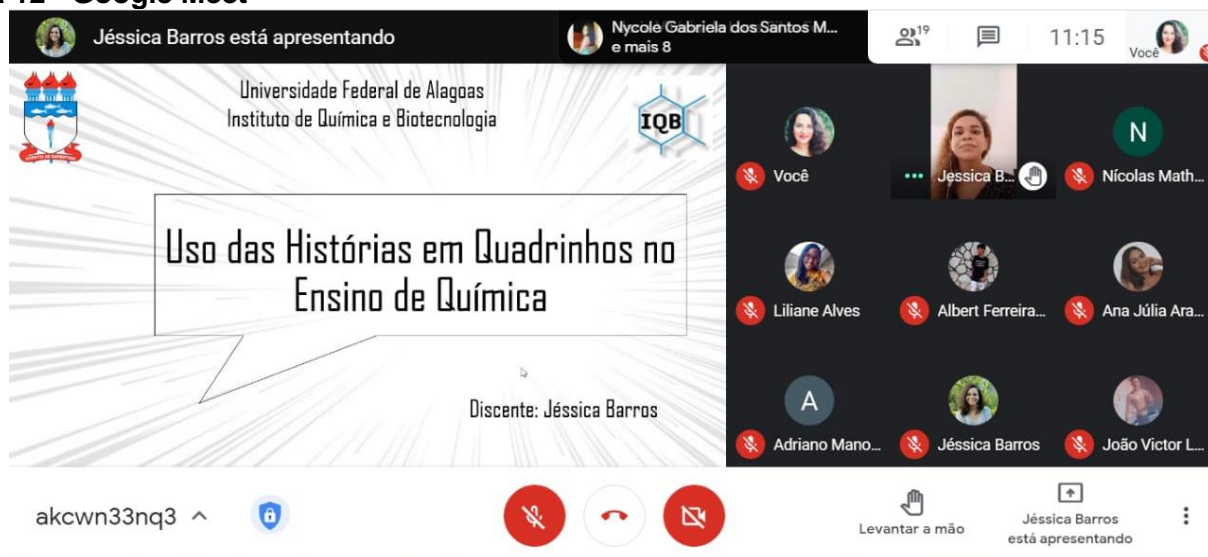 12 - Google Meet
Jéssica Barros está apresentando
Nycole Gabriela dos Santos M...
e mais 8
19
11:15
Você
Universidade Federal de Alagoas
Instituto de Química e Biotecnologia
IQB
Uso das Histórias em Quadrinhos no
Ensino de Química
Discente: Jéssica Barros
Você
Jessica B...
Nícolas Math...
N
Liliane Alves
Albert Ferreira...
Ana Júlia Ara...
A
Adriano Mano...
Jéssica Barros
João Victor L...
akcwn33nq3
Levantar a mão
Jéssica Barros
está apresentando